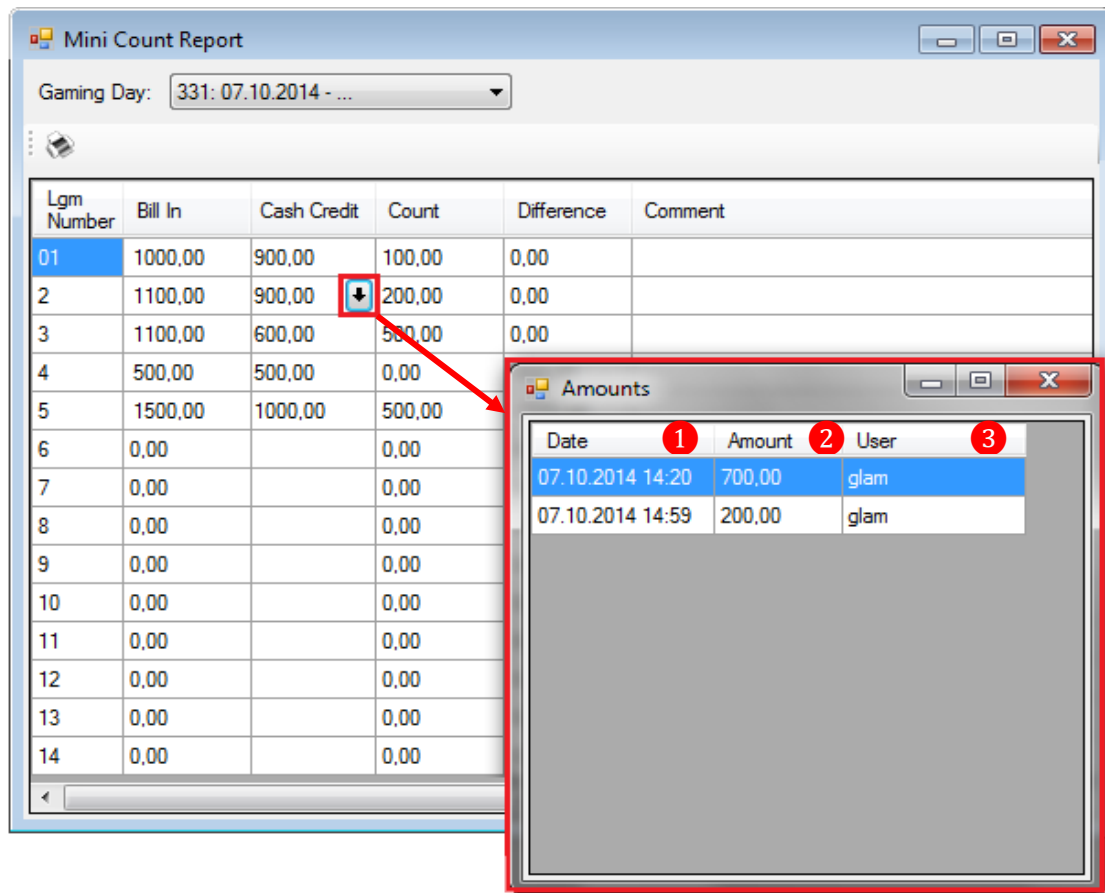 Mini Count Report
Gaming Day: 331: 07.10.2014 - ...
Lgm Number Bill In Cash Credit Count Difference Comment
01 1000,00 900,00 100,00 0,00
2 1100,00 900,00 200,00 0,00
3 1100,00 600,00 500,00 0,00
4 500,00 500,00 0,00
5 1500,00 1000,00 500,00
6 0,00 0,00
7 0,00 0,00
8 0,00 0,00
9 0,00 0,00
10 0,00 0,00
11 0,00 0,00
12 0,00 0,00
13 0,00 0,00
14 0,00 0,00
Amounts
Date 1 Amount 2 User 3
07.10.2014 14:20 700,00 glam
07.10.2014 14:59 200,00 glam